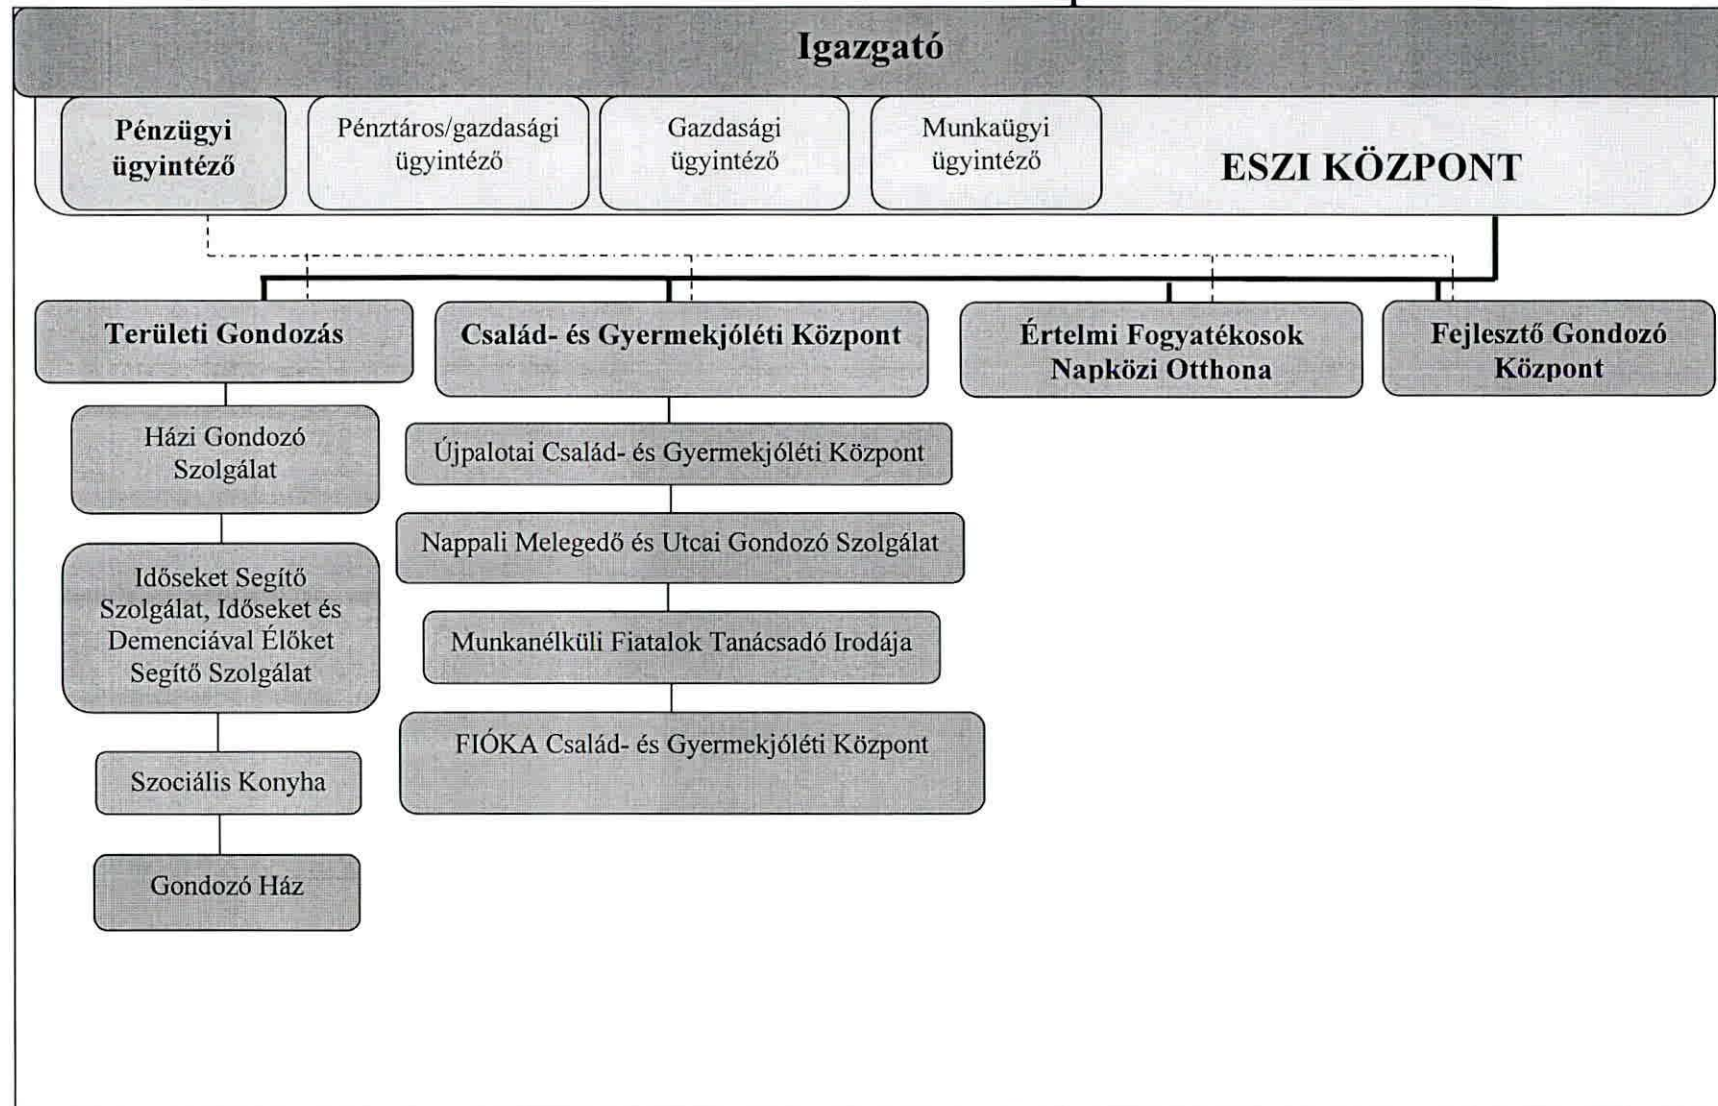 Igazgató
Pénzügyi
ügyintéző
Pénztáros/gazdasági
ügyintéző
Gazdasági
ügyintéző
Munkaügyi
ügyintéző
ESZI KÖZPONT
Területi Gondozás
Család- és Gyermekjóléti Központ
Értelmi Fogyatékosok
Napközi Otthona
Fejlesztő Gondozó
Központ
Házi Gondozó
Szolgálat
Időseket Segítő
Szolgálat, Időseket és
Demenciával Élőket
Segítő Szolgálat
Szociális Konyha
Gondozó Ház
Újpalotai Család- és Gyermekjóléti Központ
Nappali Melegedő és Utcai Gondozó Szolgálat
Munkanélküli Fiatalok Tanácsadó Irodája
FIÓKA Család- és Gyermekjóléti Központ